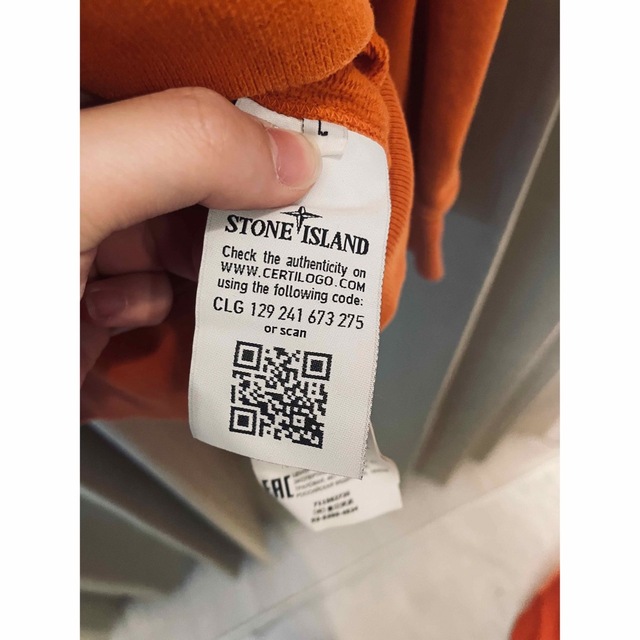 L
STONE ISLAND
Check the authenticity on
WWW.CERTILOGO.COM
using the following code:
CLG 129 241 673 275
or scan
EAC